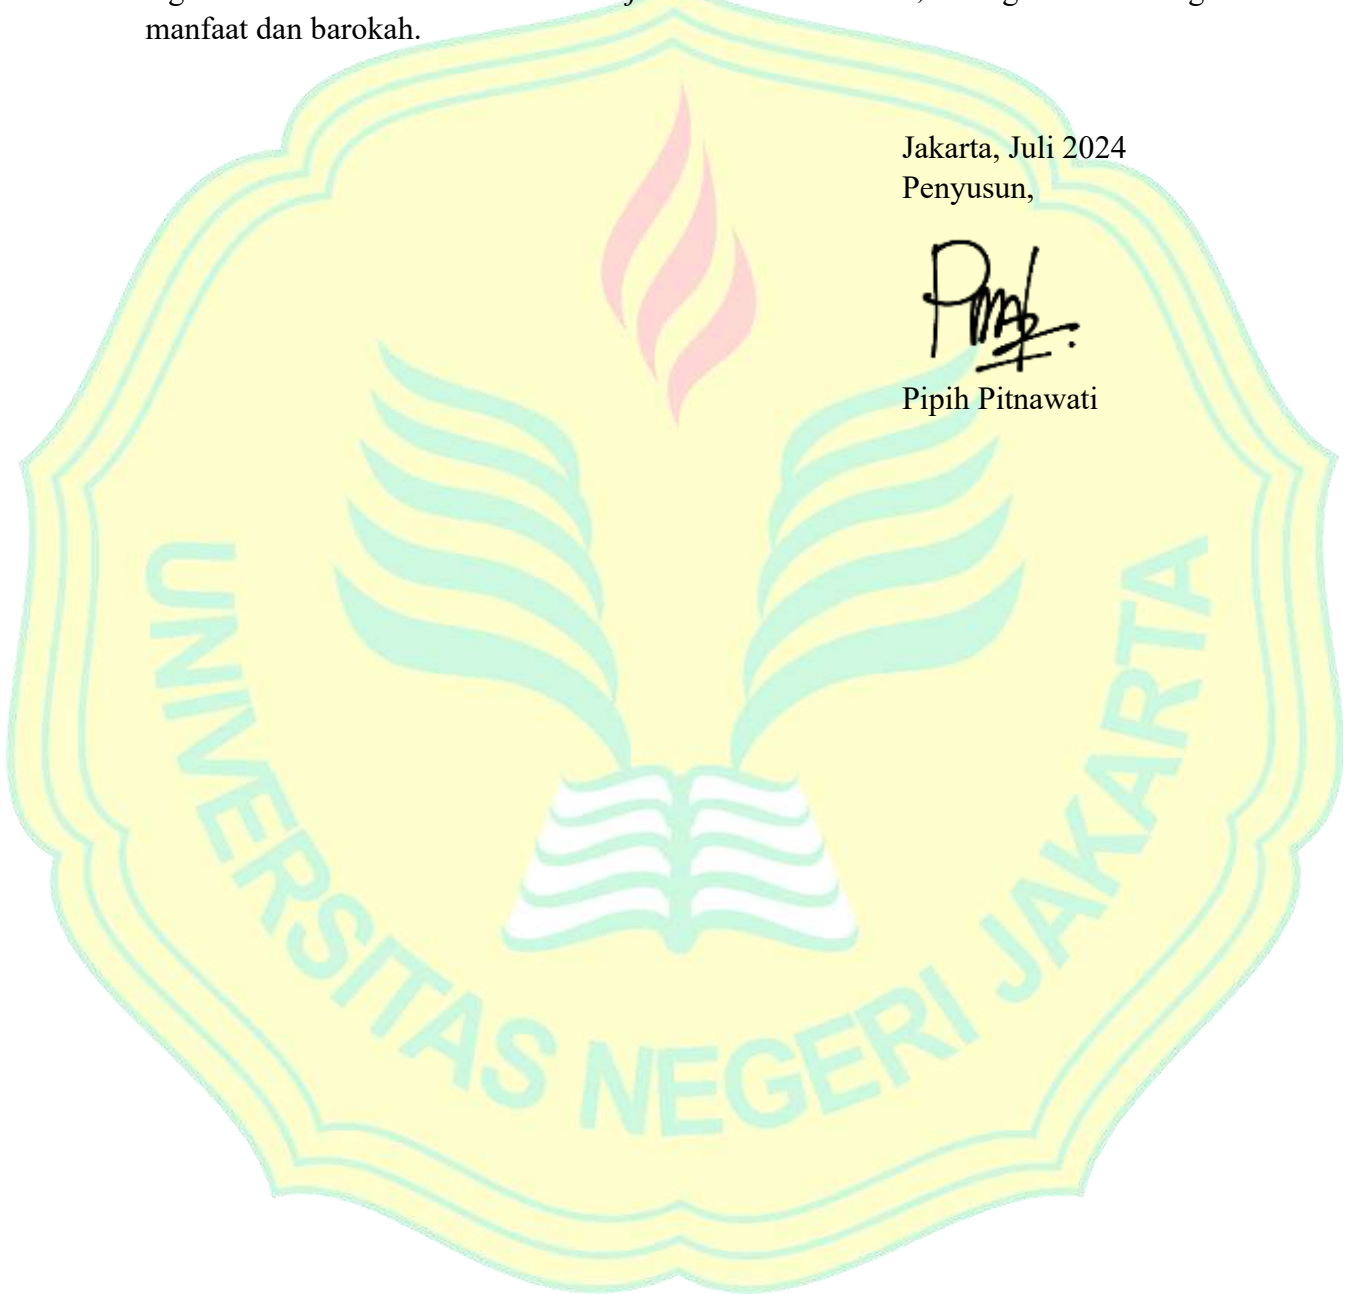 manfaat dan barokah.
Jakarta, Juli 2024
Penyusun,
Pipih Pitnawati
UNIVERSITAS NEGERI JAKARTA